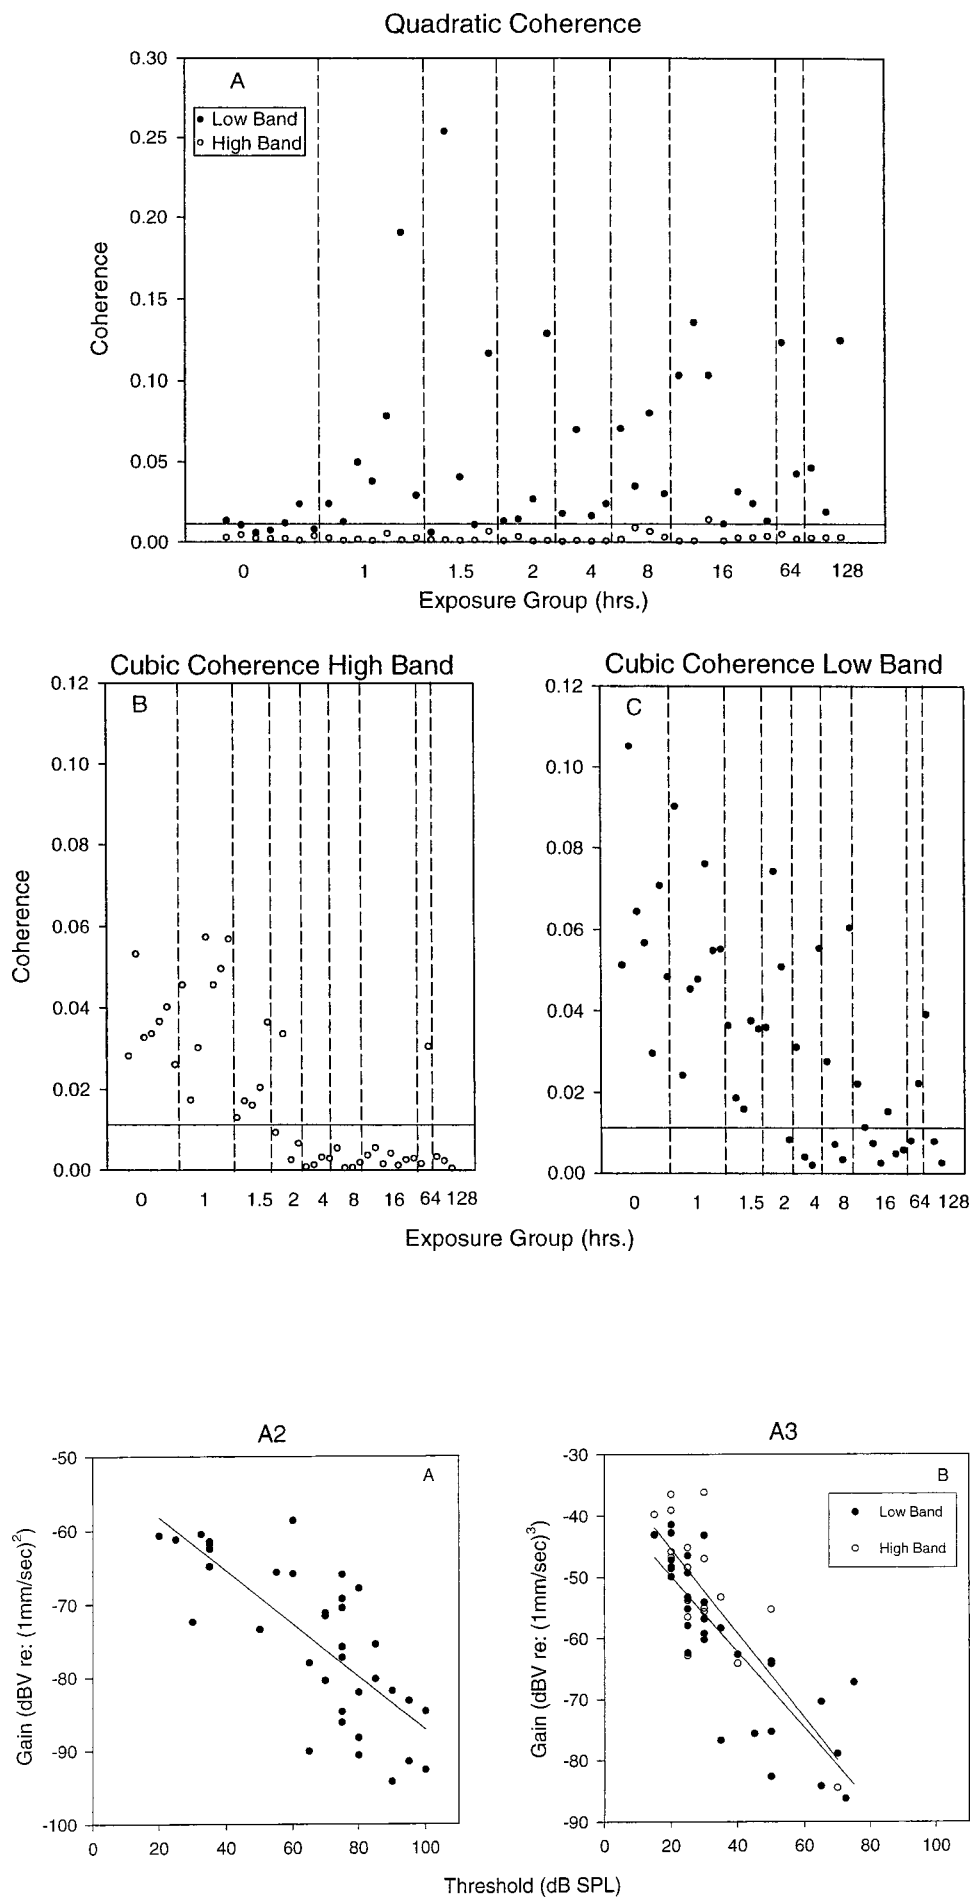 Quadratic Coherence
0.30
A
Low Band
High Band
0.25
0.20
0.15
0.10
0.05
0.00
Coherence
0 1 1.5 2 4 8 16 64 128
Exposure Group (hrs.)
Cubic Coherence High Band
0.12
B
0.10
0.08
0.06
0.04
0.02
0.00
Coherence
0 1 1.5 2 4 8 16 64 128
Cubic Coherence Low Band
0.12
C
0.10
0.08
0.06
0.04
0.02
0.00
0 1 1.5 2 4 8 16 64 128
Exposure Group (hrs.)
A2
-50
A
-60
-70
-80
-90
-100
Gain (dBV re: (1mm/sec)²)
0 20 40 60 80 100
A3
-30
B
Low Band
High Band
-40
-50
-60
-70
-80
-90
Gain (dBV re: (1mm/sec)³)
0 20 40 60 80 100
Threshold (dB SPL)